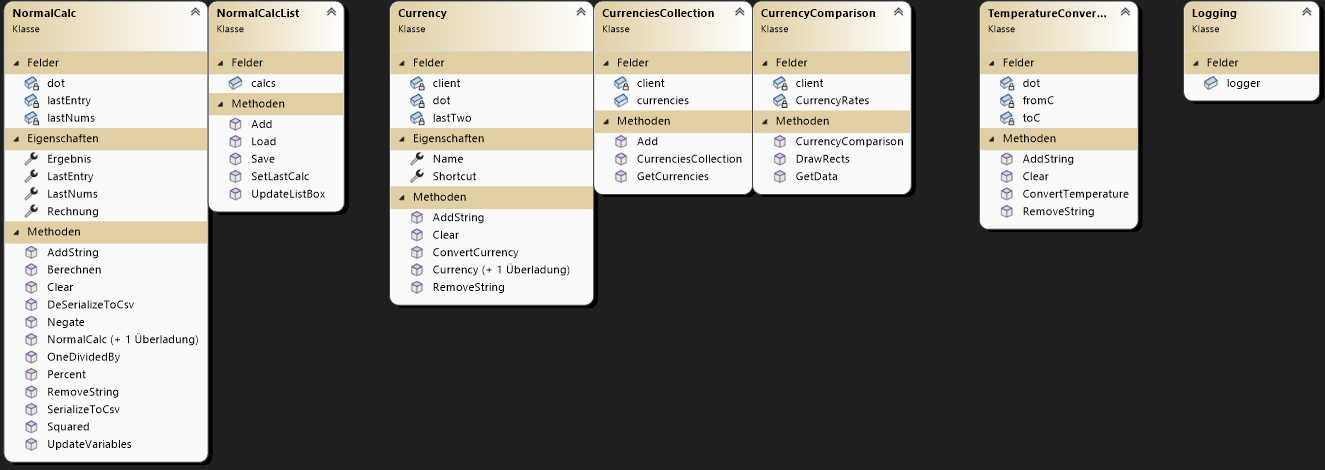 NormalCalc
Klasse
Felder
dot
lastEntry
lastNums
Eigenschaften
Ergebnis
LastEntry
LastNums
Rechnung
Methoden
AddString
Berechnen
Clear
DeSerializeToCsv
Negate
NormalCalc (+ 1 Überladung)
OneDividedBy
Percent
RemoveString
SerializeToCsv
Squared
UpdateVariables
NormalCalcList
Klasse
Felder
calcs
Methoden
Add
Load
Save
SetLastCalc
UpdateListBox
Currency
Klasse
Felder
client
dot
lastTwo
Eigenschaften
Name
Shortcut
Methoden
AddString
Clear
ConvertCurrency
Currency (+ 1 Überladung)
RemoveString
CurrenciesCollection
Klasse
Felder
client
currencies
Methoden
Add
CurrenciesCollection
GetCurrencies
CurrencyComparison
Klasse
Felder
client
CurrencyRates
Methoden
CurrencyComparison
DrawRects
GetData
TemperatureConver...
Klasse
Felder
dot
fromC
toC
Methoden
AddString
Clear
ConvertTemperature
RemoveString
Logging
Klasse
Felder
logger